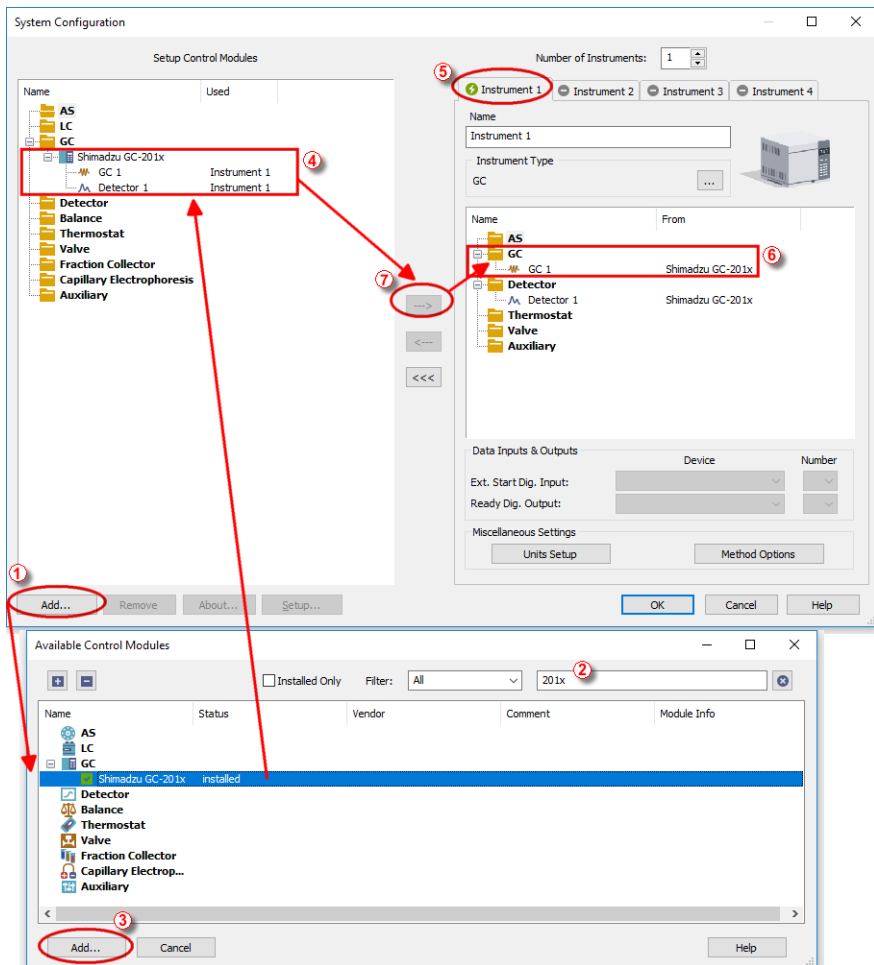 System Configuration
Setup Control Modules
Number of Instruments: 1
⑤
Name Used
AS
LC
GC
Shimadzu GC-201x
④
GC 1 Instrument 1
Detector 1 Instrument 1
Detector
Balance
Thermostat
Valve
Fraction Collector
Capillary Electrophoresis
Auxiliary
⑦
--->
<---
<<<
Instrument 1 Instrument 2 Instrument 3 Instrument 4
Name
Instrument 1
Instrument Type
GC ...
Name From
AS
GC
GC 1 Shimadzu GC-201x
⑥
Detector
Detector 1 Shimadzu GC-201x
Thermostat
Valve
Auxiliary
Data Inputs & Outputs
Device Number
Ext. Start Dig. Input:
Ready Dig. Output:
Miscellaneous Settings
Units Setup Method Options
①
Add... Remove About... Setup... OK Cancel Help
Available Control Modules
Installed Only Filter: All 201x ②
Name Status Vendor Comment Module Info
AS
LC
GC
Shimadzu GC-201x installed
Detector
Balance
Thermostat
Valve
Fraction Collector
Capillary Electrop...
Auxiliary
③
Add... Cancel Help